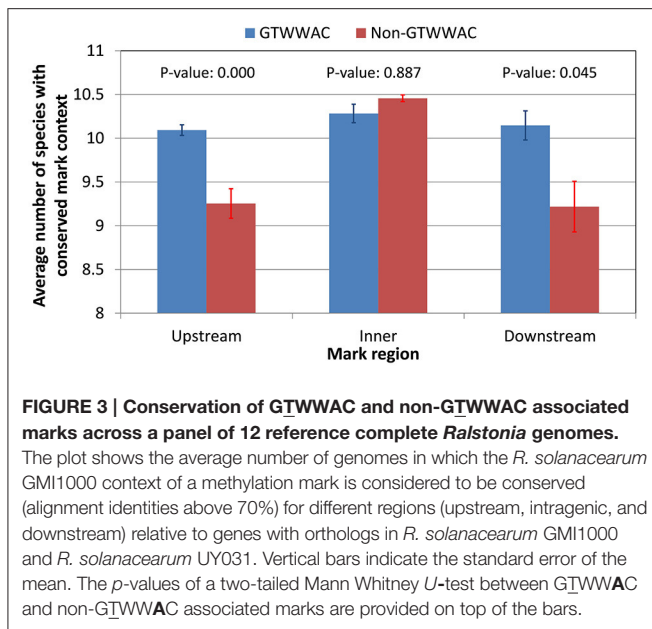 GTWWAC Non-GTWWAC
P-value: 0.000 P-value: 0.887 P-value: 0.045
Average number of species with
conserved mark context
11
10.5
10
9.5
9
8.5
8
Upstream Inner Downstream
Mark region
FIGURE 3 | Conservation of GTWWAC and non-GTWWAC associated
marks across a panel of 12 reference complete Ralstonia genomes.
The plot shows the average number of genomes in which the R. solanacearum
GMI1000 context of a methylation mark is considered to be conserved
(alignment identities above 70%) for different regions (upstream, intragenic, and
downstream) relative to genes with orthologs in R. solanacearum GMI1000
and R. solanacearum UY031. Vertical bars indicate the standard error of the
mean. The p-values of a two-tailed Mann Whitney U-test between GTWWAC
and non-GTWWAC associated marks are provided on top of the bars.